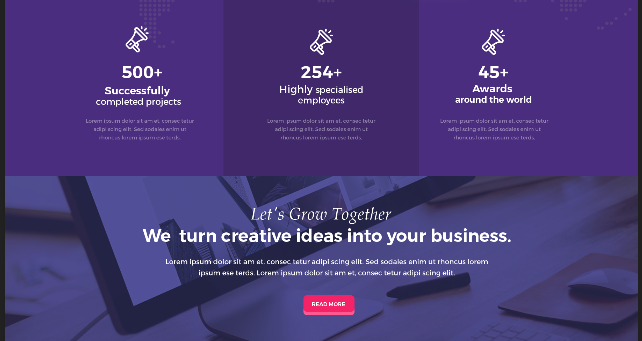 500+
Successfully
completed projects
Lorem ipsum dolor sit am et, consec tetur
adipi scing elit. Sed sodales enim ut
rhoncus lorem ipsum ese terds.
254+
Highly specialised
employees
Lorem ipsum dolor sit am et, consec tetur
adipi scing elit. Sed sodales enim ut
rhoncus lorem ipsum ese terds.
45+
Awards
around the world
Lorem ipsum dolor sit am et, consec tetur
adipi scing elit. Sed sodales enim ut
rhoncus lorem ipsum ese terds.
Let's Grow Together
We turn creative ideas into your business.
Lorem ipsum dolor sit am et, consec tetur adipi scing elit. Sed sodales enim ut rhoncus lorem
ipsum ese terds. Lorem ipsum dolor sit am et, consec tetur adipi scing elit.
READ MORE